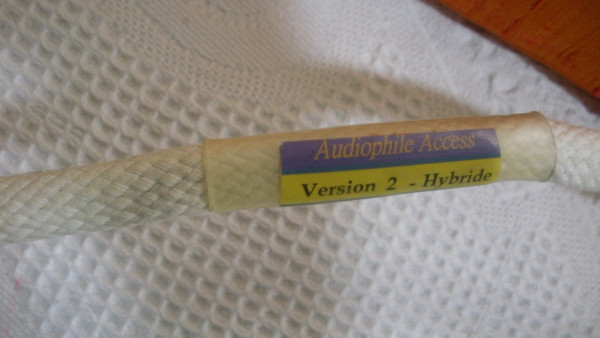 Audiophile Access
Version 2 - Hybride